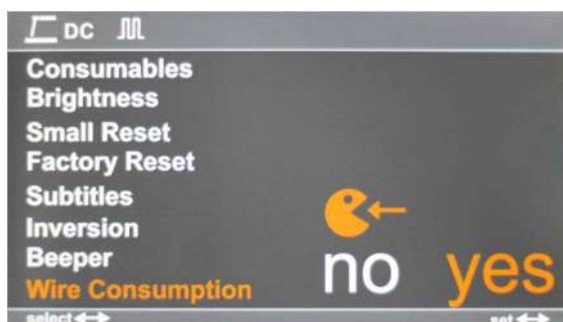 DC
Consumables
Brightness
Small Reset
Factory Reset
Subtitles
Inversion
Beeper
Wire Consumption
no yes
select
set